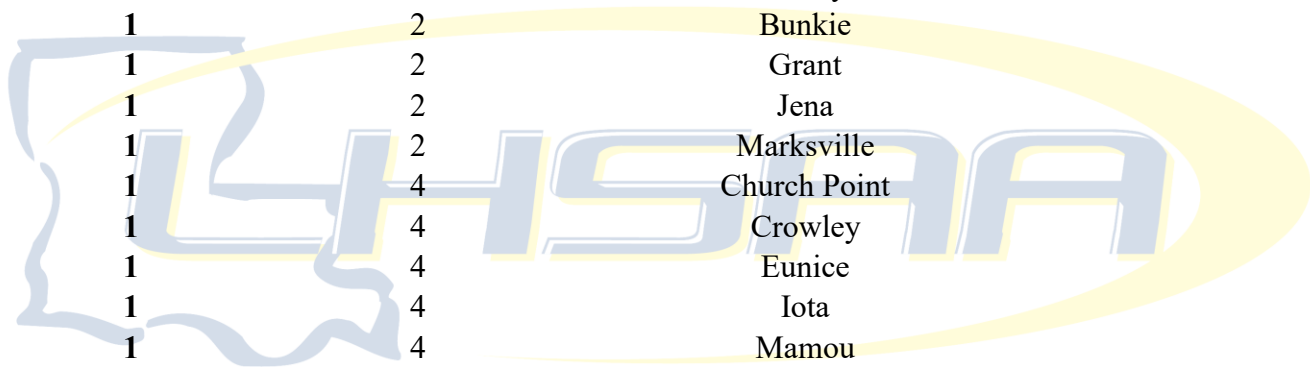 1 2 Bunkie
1 2 Grant
1 2 Jena
1 2 Marksville
1 4 Church Point
1 4 Crowley
1 4 Eunice
1 4 Iota
1 4 Mamou
LHSAA